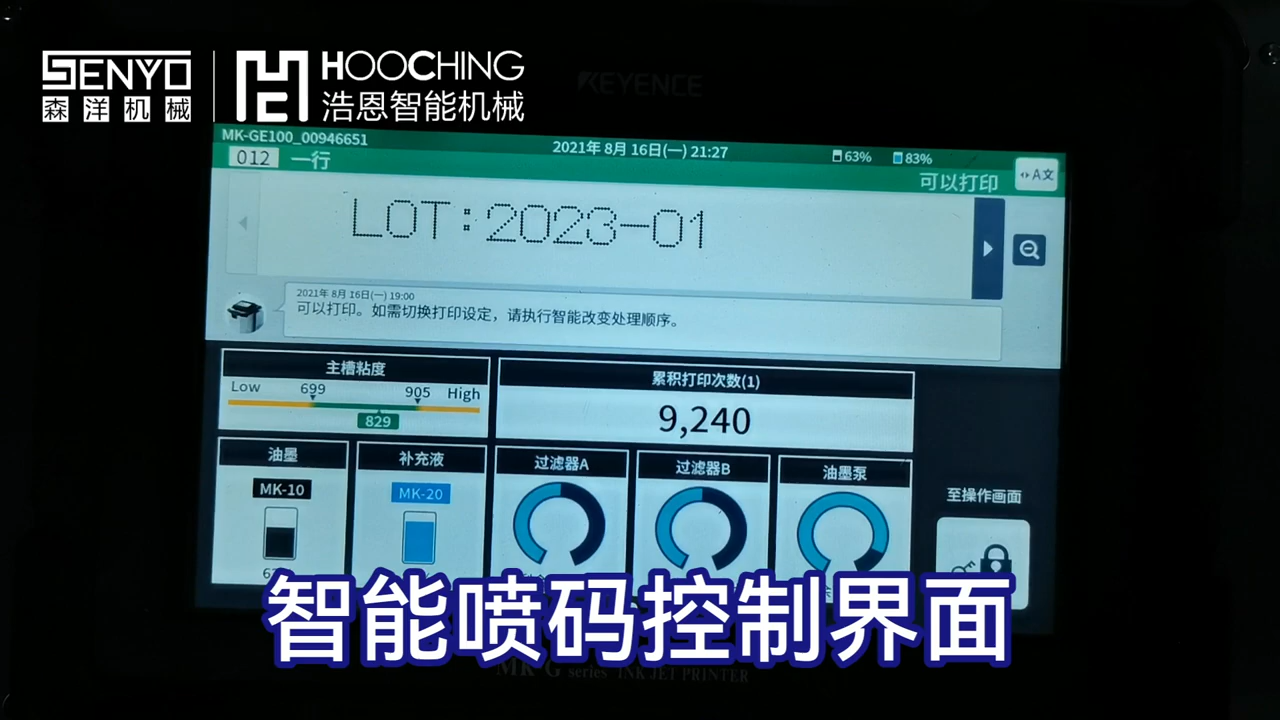 SENYO
森洋机械
HOOCHING
浩恩智能机械
KEYENCE
MK-GE100_00946651
2021年 8月 16日(一) 21:27
63%
83%
012 一行
可以打印
A文
LOT:2023-01
2021年 8月 16日(一) 19:00
可以打印。如需切换打印设定，请执行智能改变处理顺序。
主槽粘度
Low 699 905 High
829
累积打印次数(1)
9,240
油墨
MK-10
补充液
MK-20
过滤器A
过滤器B
油墨泵
至操作画面
智能喷码控制界面
MK-G series INK JET PRINTER